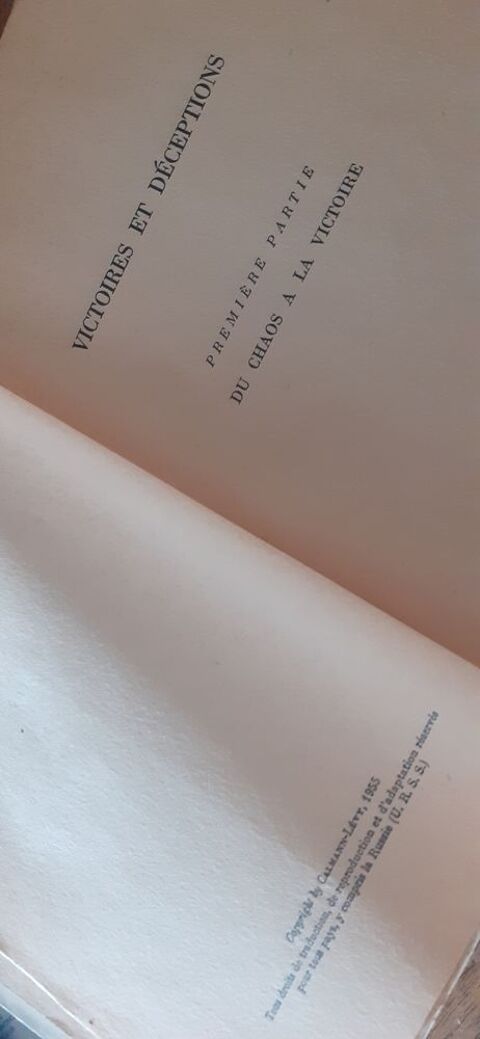 Copyright by CALMANN-LÉVY, 1955
Tous droits de traduction, de reproduction et d'adaptation réservés
pour tous pays, y compris la Russie (U. R. S. S.)
VICTOIRES ET DÉCEPTIONS
PREMIÈRE PARTIE
DU CHAOS A LA VICTOIRE